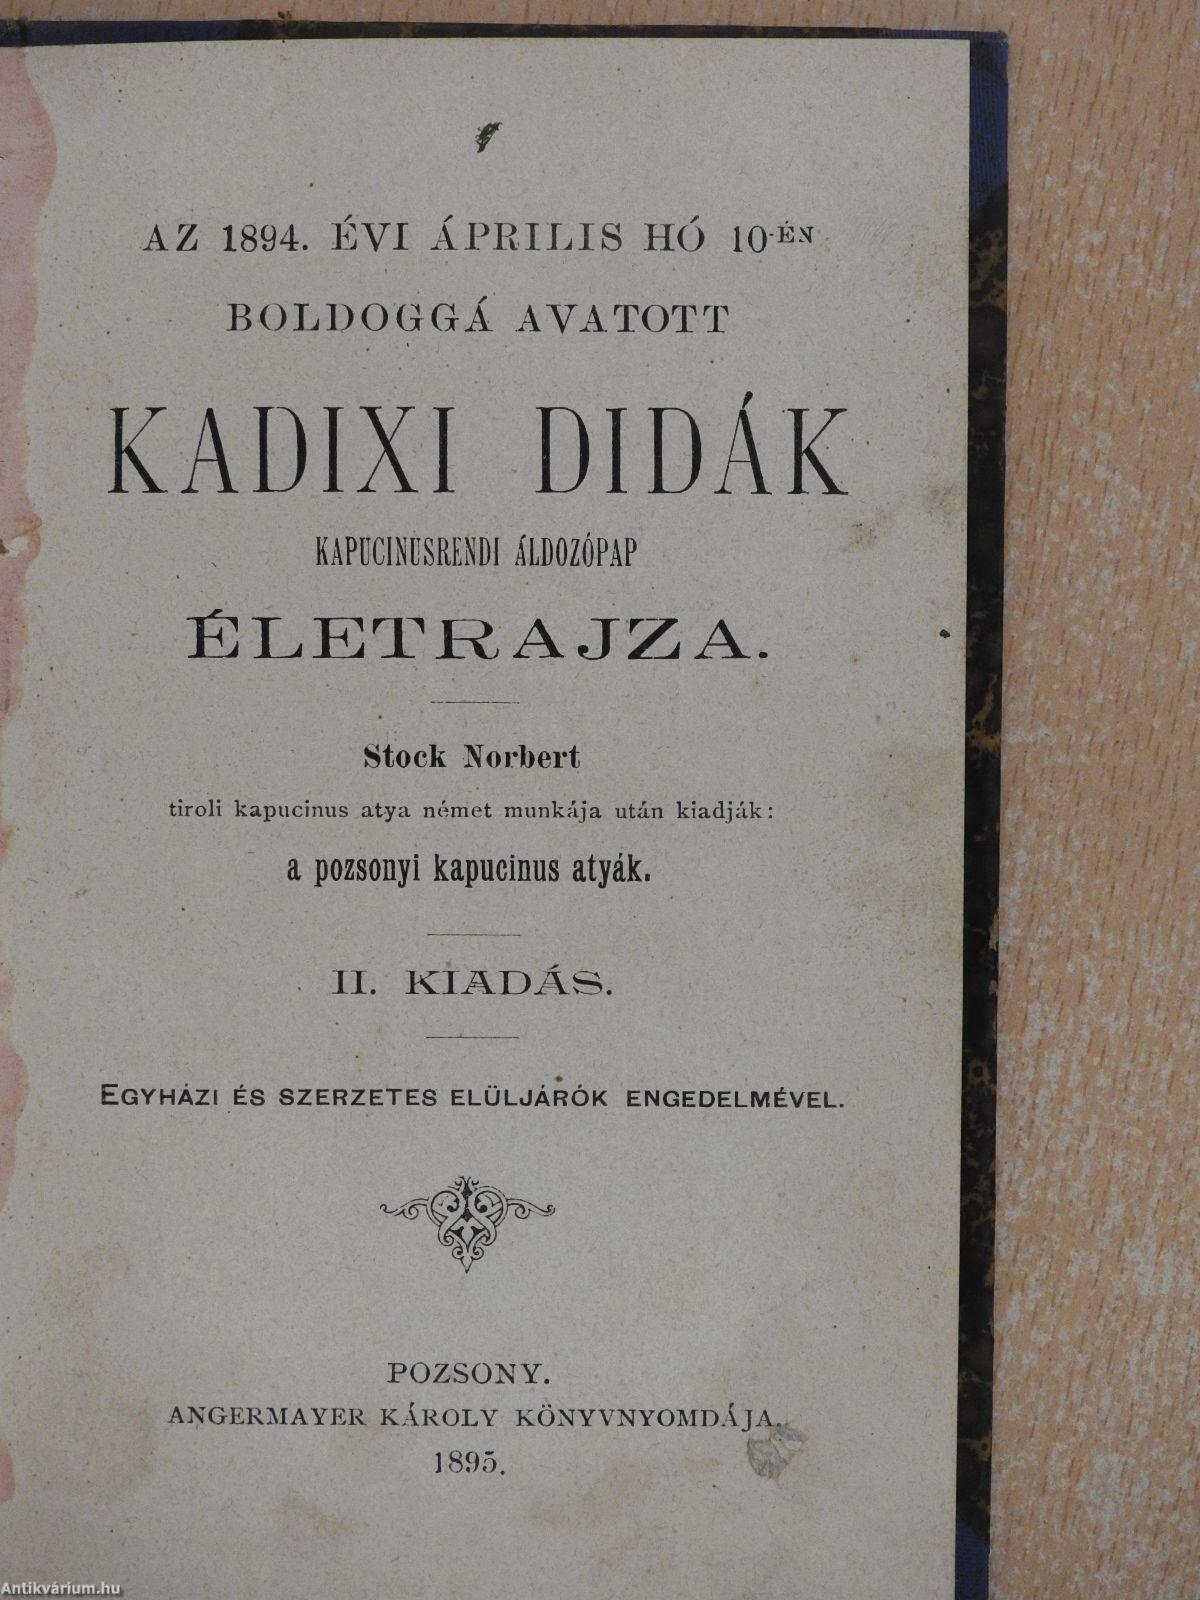 AZ 1894. ÉVI ÁPRILIS HÓ 10-ÉN
BOLDOGGÁ AVATOTT
KADIXI DIDÁK
KAPUCINUSRENDI ÁLDOZÓPAP
ÉLETRAJZA.
Stock Norbert
tiroli kapucinus atya német munkája után kiadják:
a pozsonyi kapucinus atyák.
II. KIADÁS.
EGYHÁZI ÉS SZERZETES ELÜLJÁRÓK ENGEDELMÉVEL.
POZSONY.
ANGERMAYER KÁROLY KÖNYVNYOMDÁJA.
1895.
Antikvárium.hu